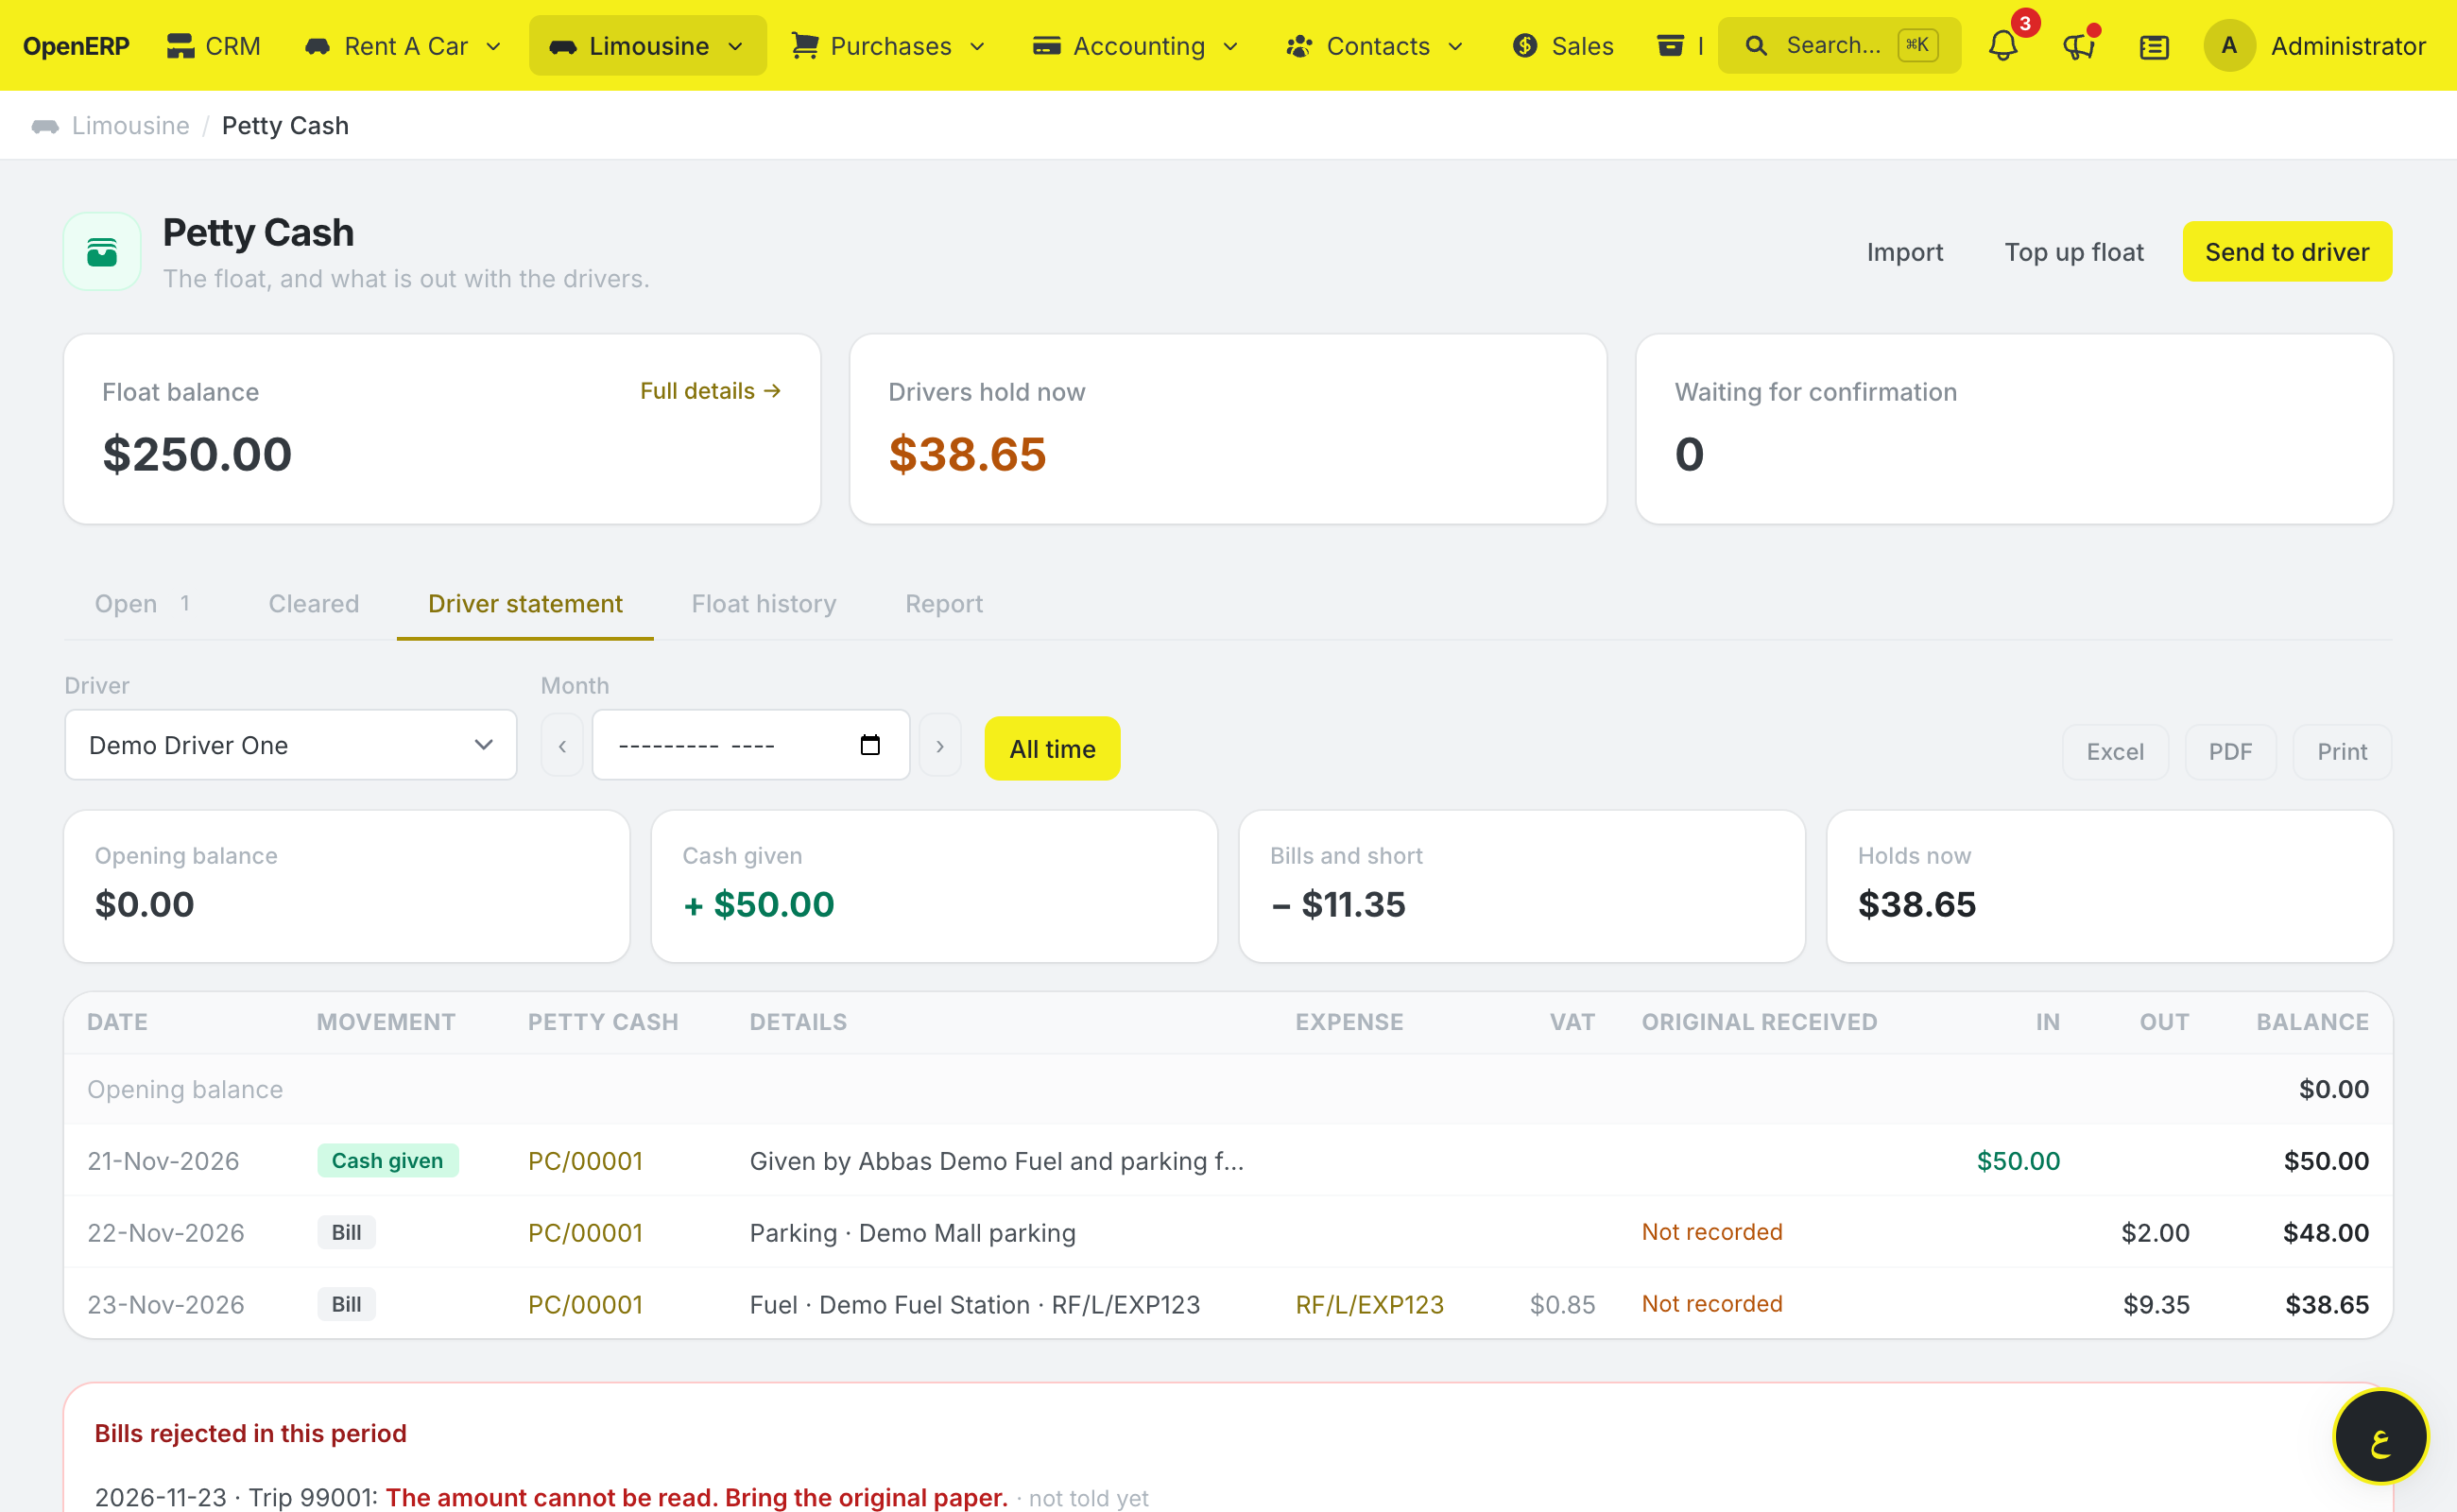 OpenERP CRM Rent A Car Limousine Purchases Accounting Contacts Sales Search... ⌘K 3 A Administrator
Limousine / Petty Cash
Petty Cash
The float, and what is out with the drivers.
Import Top up float Send to driver
Float balance Full details →
$250.00
Drivers hold now
$38.65
Waiting for confirmation
0
Open 1 Cleared Driver statement Float history Report
Driver Month
Demo Driver One ‹ --------- ---- › All time Excel PDF Print
Opening balance
$0.00
Cash given
+ $50.00
Bills and short
− $11.35
Holds now
$38.65
DATE MOVEMENT PETTY CASH DETAILS EXPENSE VAT ORIGINAL RECEIVED IN OUT BALANCE
Opening balance $0.00
21-Nov-2026 Cash given PC/00001 Given by Abbas Demo Fuel and parking f... $50.00 $50.00
22-Nov-2026 Bill PC/00001 Parking · Demo Mall parking Not recorded $2.00 $48.00
23-Nov-2026 Bill PC/00001 Fuel · Demo Fuel Station · RF/L/EXP123 RF/L/EXP123 $0.85 Not recorded $9.35 $38.65
Bills rejected in this period
ع
2026-11-23 · Trip 99001: The amount cannot be read. Bring the original paper. · not told yet